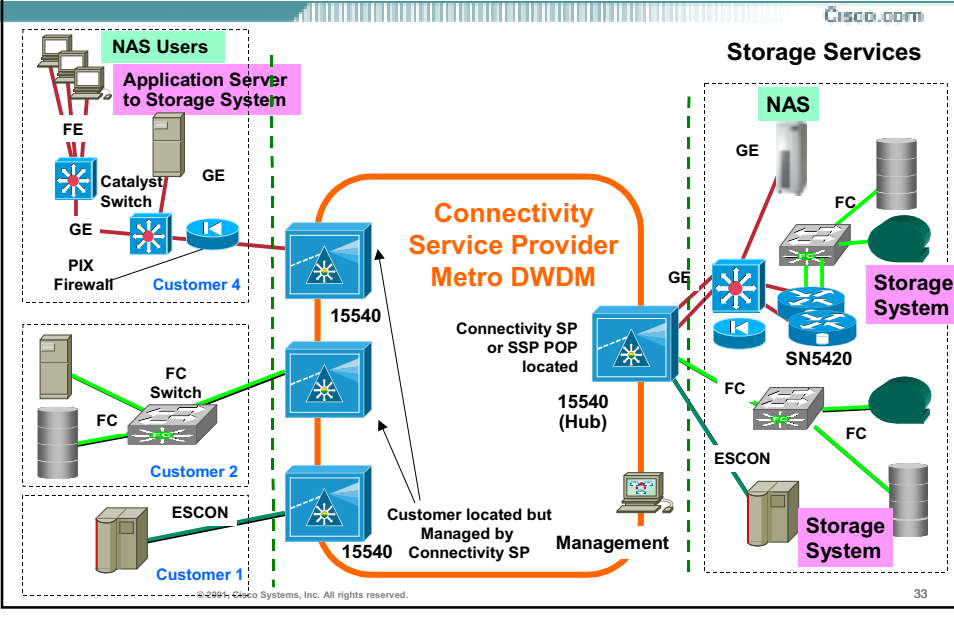 Cisco.com
NAS Users
Application Server
to Storage System
FE
Catalyst
Switch
GE
GE
PIX
Firewall
Customer 4
FC
Switch
FC
FC
Customer 2
ESCON
Customer 1
Connectivity
Service Provider
Metro DWDM
15540
15540
Connectivity SP
or SSP POP
located
15540
(Hub)
Customer located but
Managed by
Connectivity SP
Management
Storage Services
NAS
GE
GE
FC
FC
Storage
System
SN5420
FC
FC
FC
ESCON
Storage
System
© 2001, Cisco Systems, Inc. All rights reserved.
33